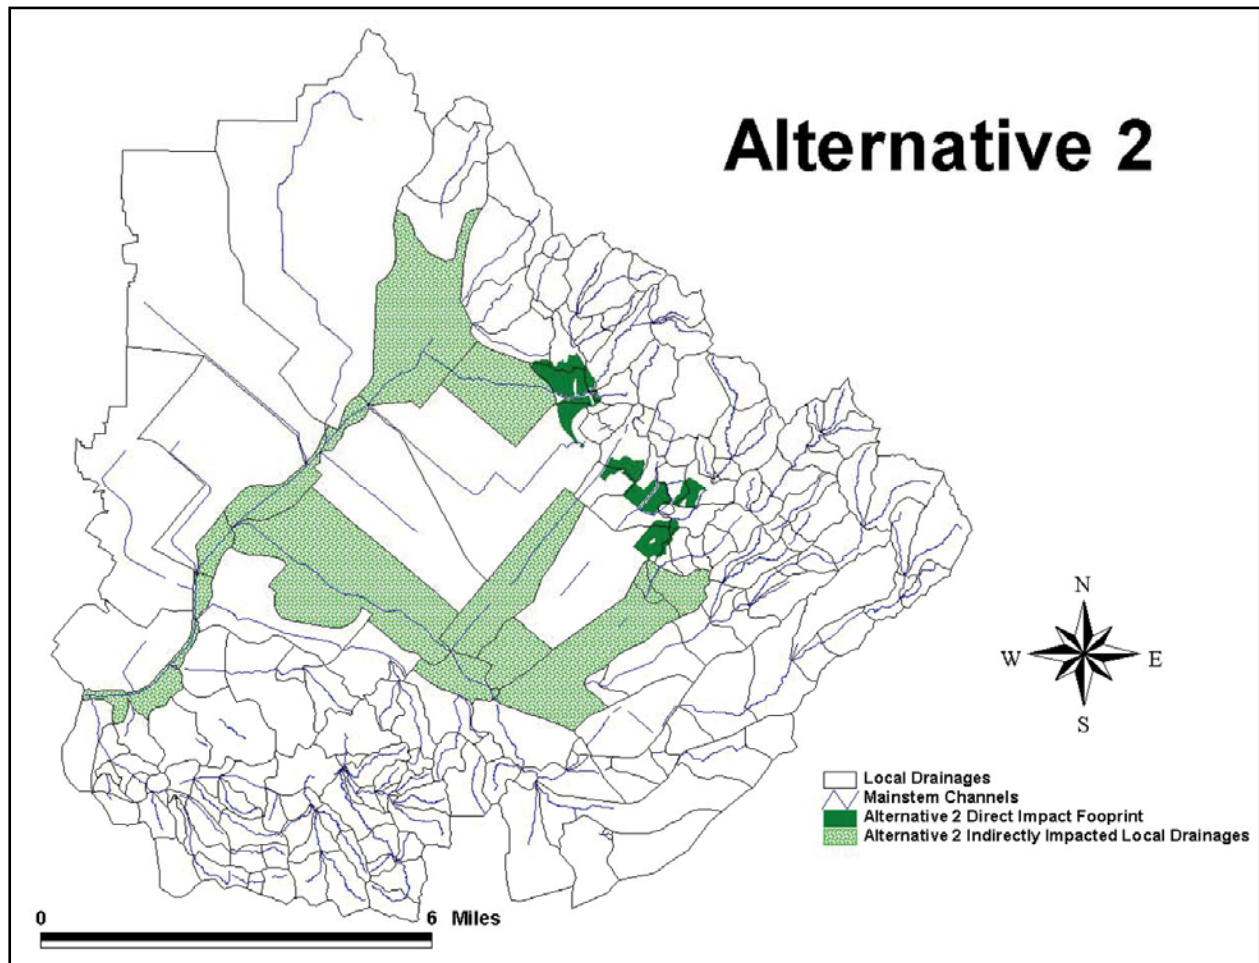 Alternative 2
N
W
E
S
Local Drainages
Mainstem Channels
Alternative 2 Direct Impact Fooprint
Alternative 2 Indirectly Impacted Local Drainages
0
6 Miles